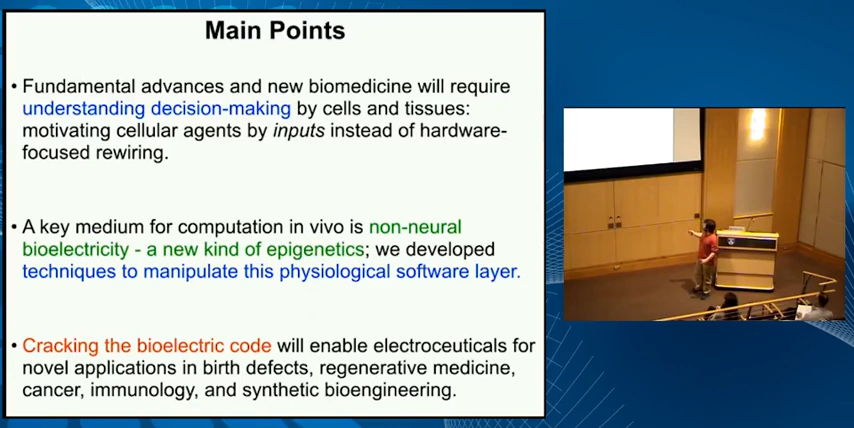 Main Points
• Fundamental advances and new biomedicine will require
understanding decision-making by cells and tissues:
motivating cellular agents by inputs instead of hardware-
focused rewiring.
• A key medium for computation in vivo is non-neural
bioelectricity - a new kind of epigenetics; we developed
techniques to manipulate this physiological software layer.
• Cracking the bioelectric code will enable electroceuticals for
novel applications in birth defects, regenerative medicine,
cancer, immunology, and synthetic bioengineering.